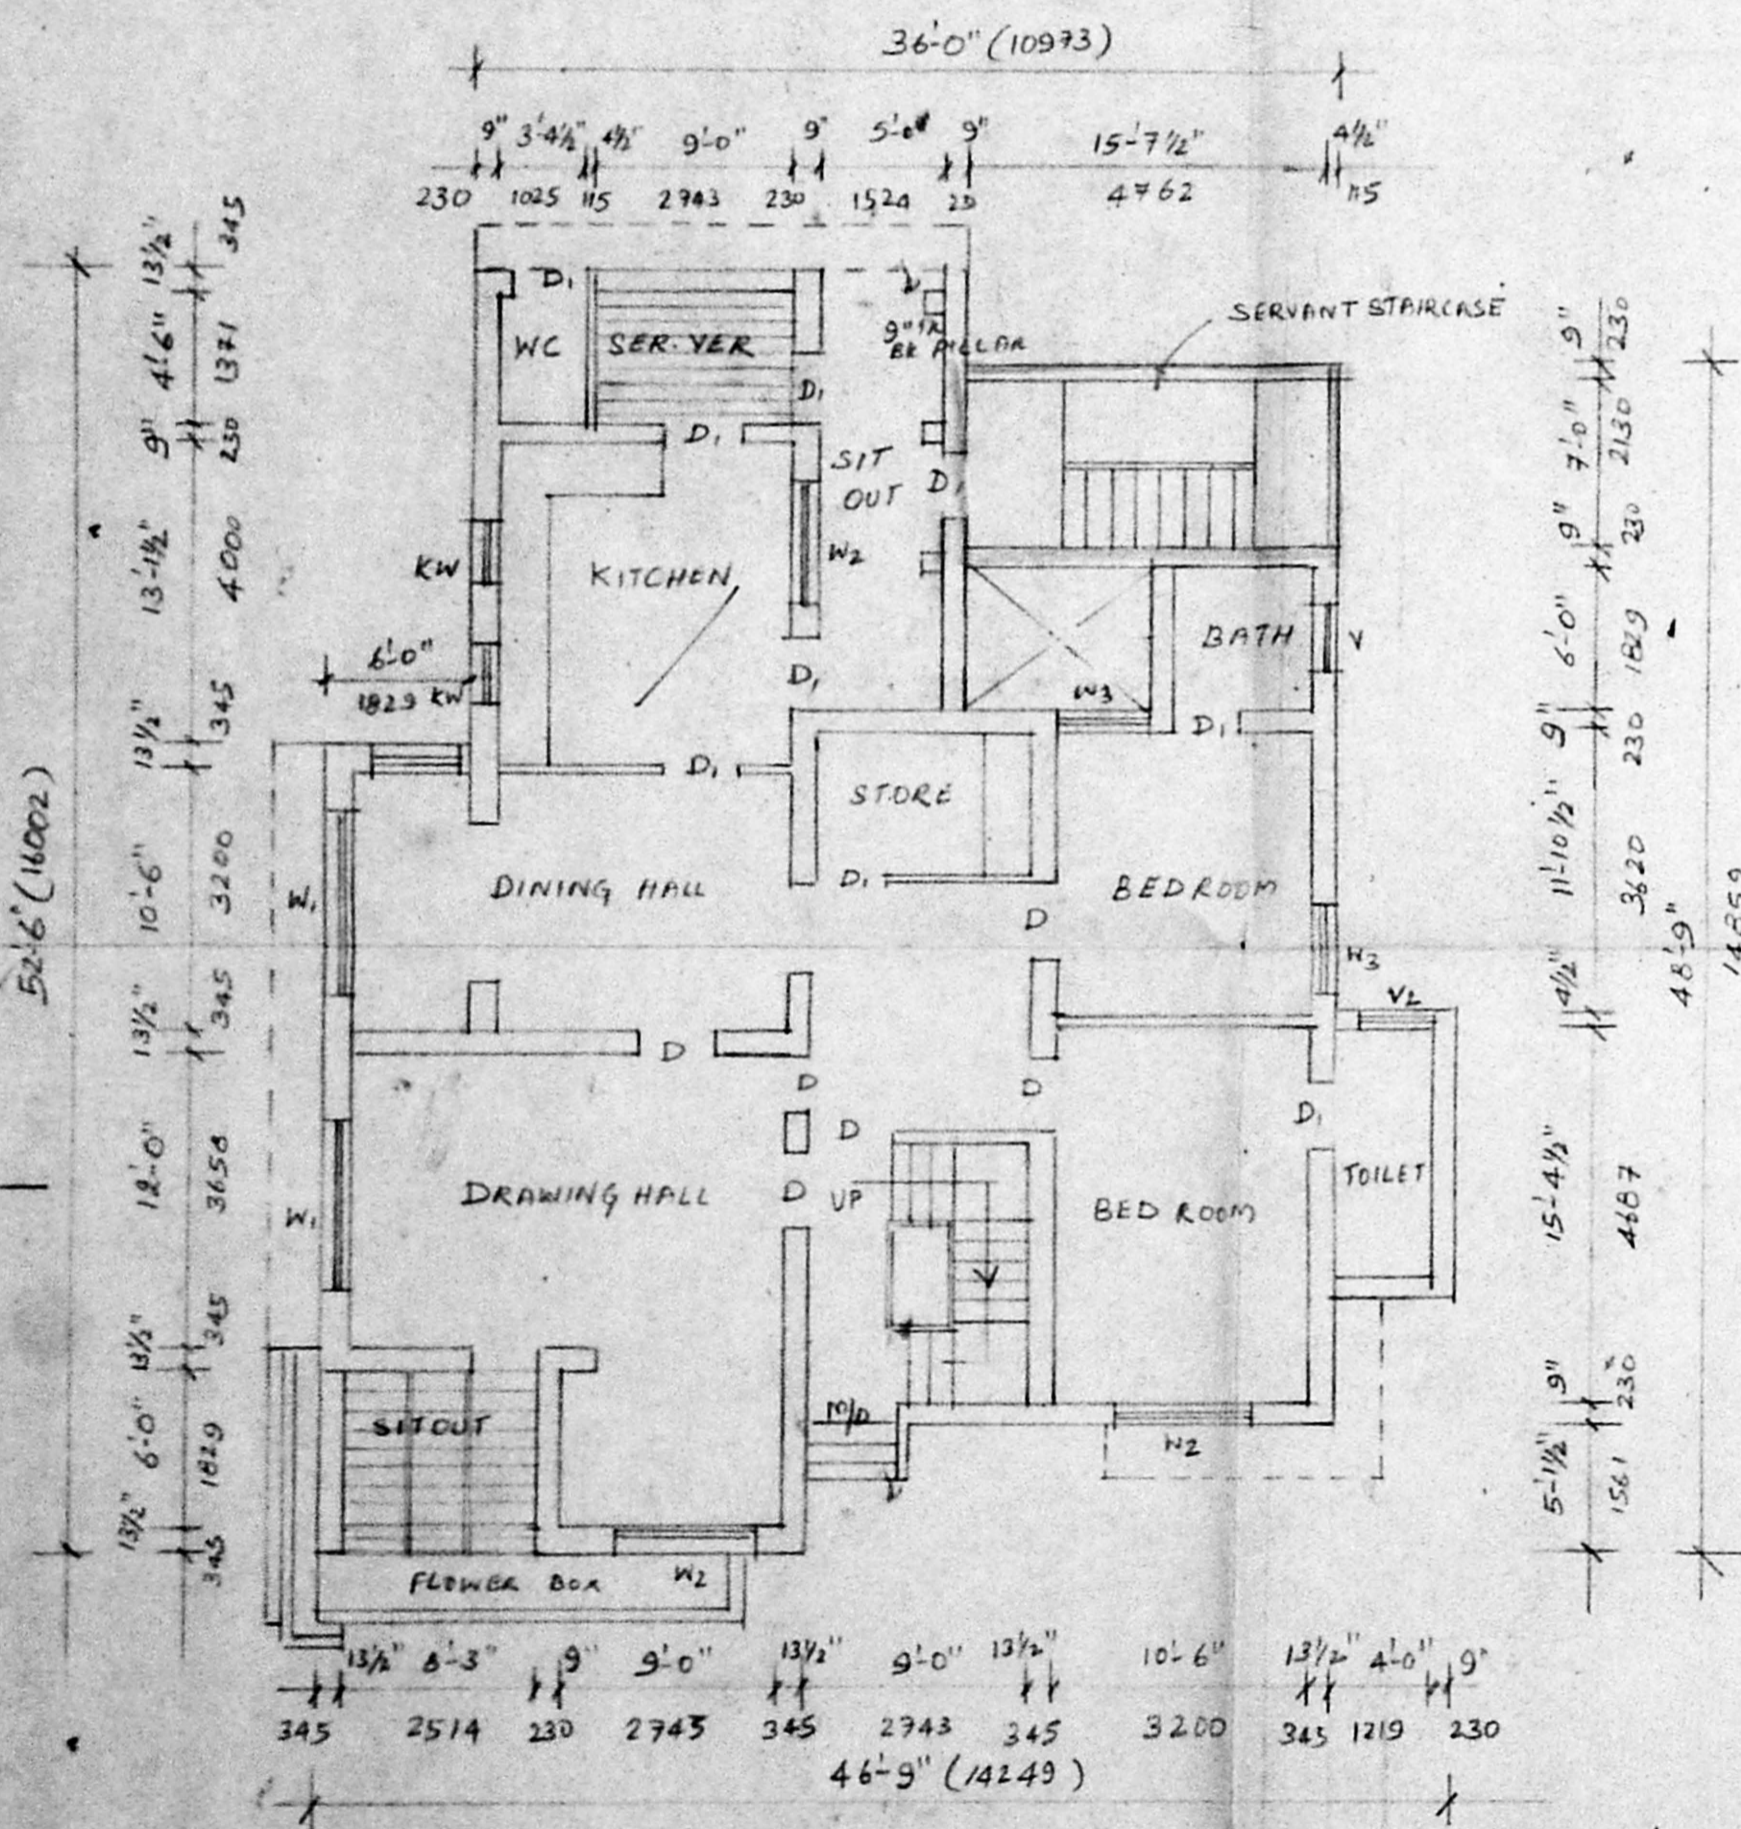 36'-0" (10973)
9" 3'-4½" 4½" 9'-0" 9" 5'-0" 9" 15'-7½" 4½"
230 1025 115 2743 230 1524 23 4762 115
13½" 345
4'-6" 1371
9" 230
13'-1½" 4000
13½" 345
10'-6" 3200
13½" 345
12'-0" 3658
13½" 345
6'-0" 1829
13½" 345
52'-6" (16002)
D1
WC
SER. VER
BK PILLAR
SERVANT STAIRCASE
D1
D1
SIT
OUT
D1
W2
KW
KITCHEN
BATH
V
6'-0"
1829
KW
D1
W3
D1
D1
STORE
DINING HALL
D1
BEDROOM
W1
D
W3
V2
D
D
D
D
D1
DRAWING HALL
D
UP
BED ROOM
TOILET
W1
SITOUT
M/D
W2
FLOWER BOX
W2
9" 230
7'-0" 2130
9" 230
6'-0" 1829
9" 230
11'-10½" 3620
4½"
15'-4½" 4687
9" 230
5'-1½" 1561
48'-9"
13½" 8'-3" 9" 9'-0" 13½" 9'-0" 13½" 10'-6" 13½" 4'-0" 9"
345 2514 230 2743 345 2743 345 3200 345 1219 230
46'-9" (14249)